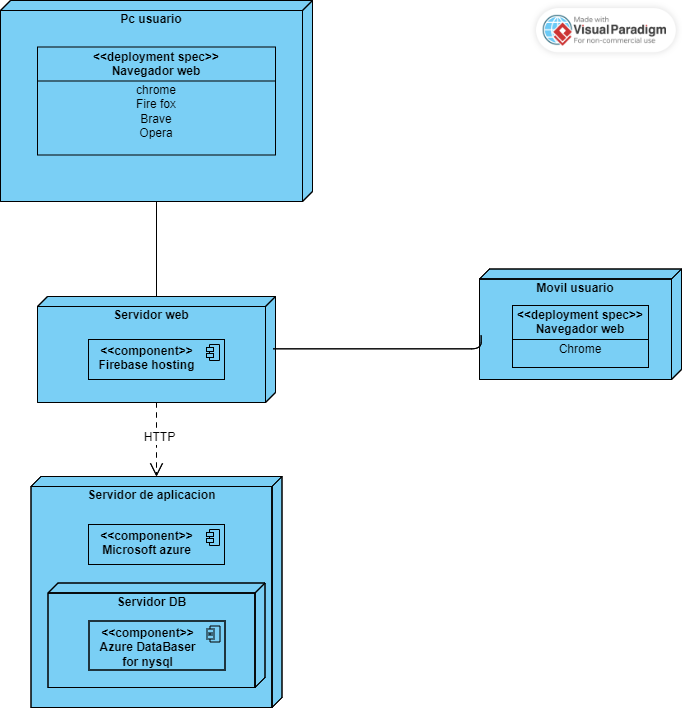 Pc usuario
<<deployment spec>>
Navegador web
chrome
Fire fox
Brave
Opera
Made with
Visual Paradigm
For non-commercial use
Servidor web
<<component>>
Firebase hosting
Movil usuario
<<deployment spec>>
Navegador web
Chrome
HTTP
Servidor de aplicacion
<<component>>
Microsoft azure
Servidor DB
<<component>>
Azure DataBaser
for nysql